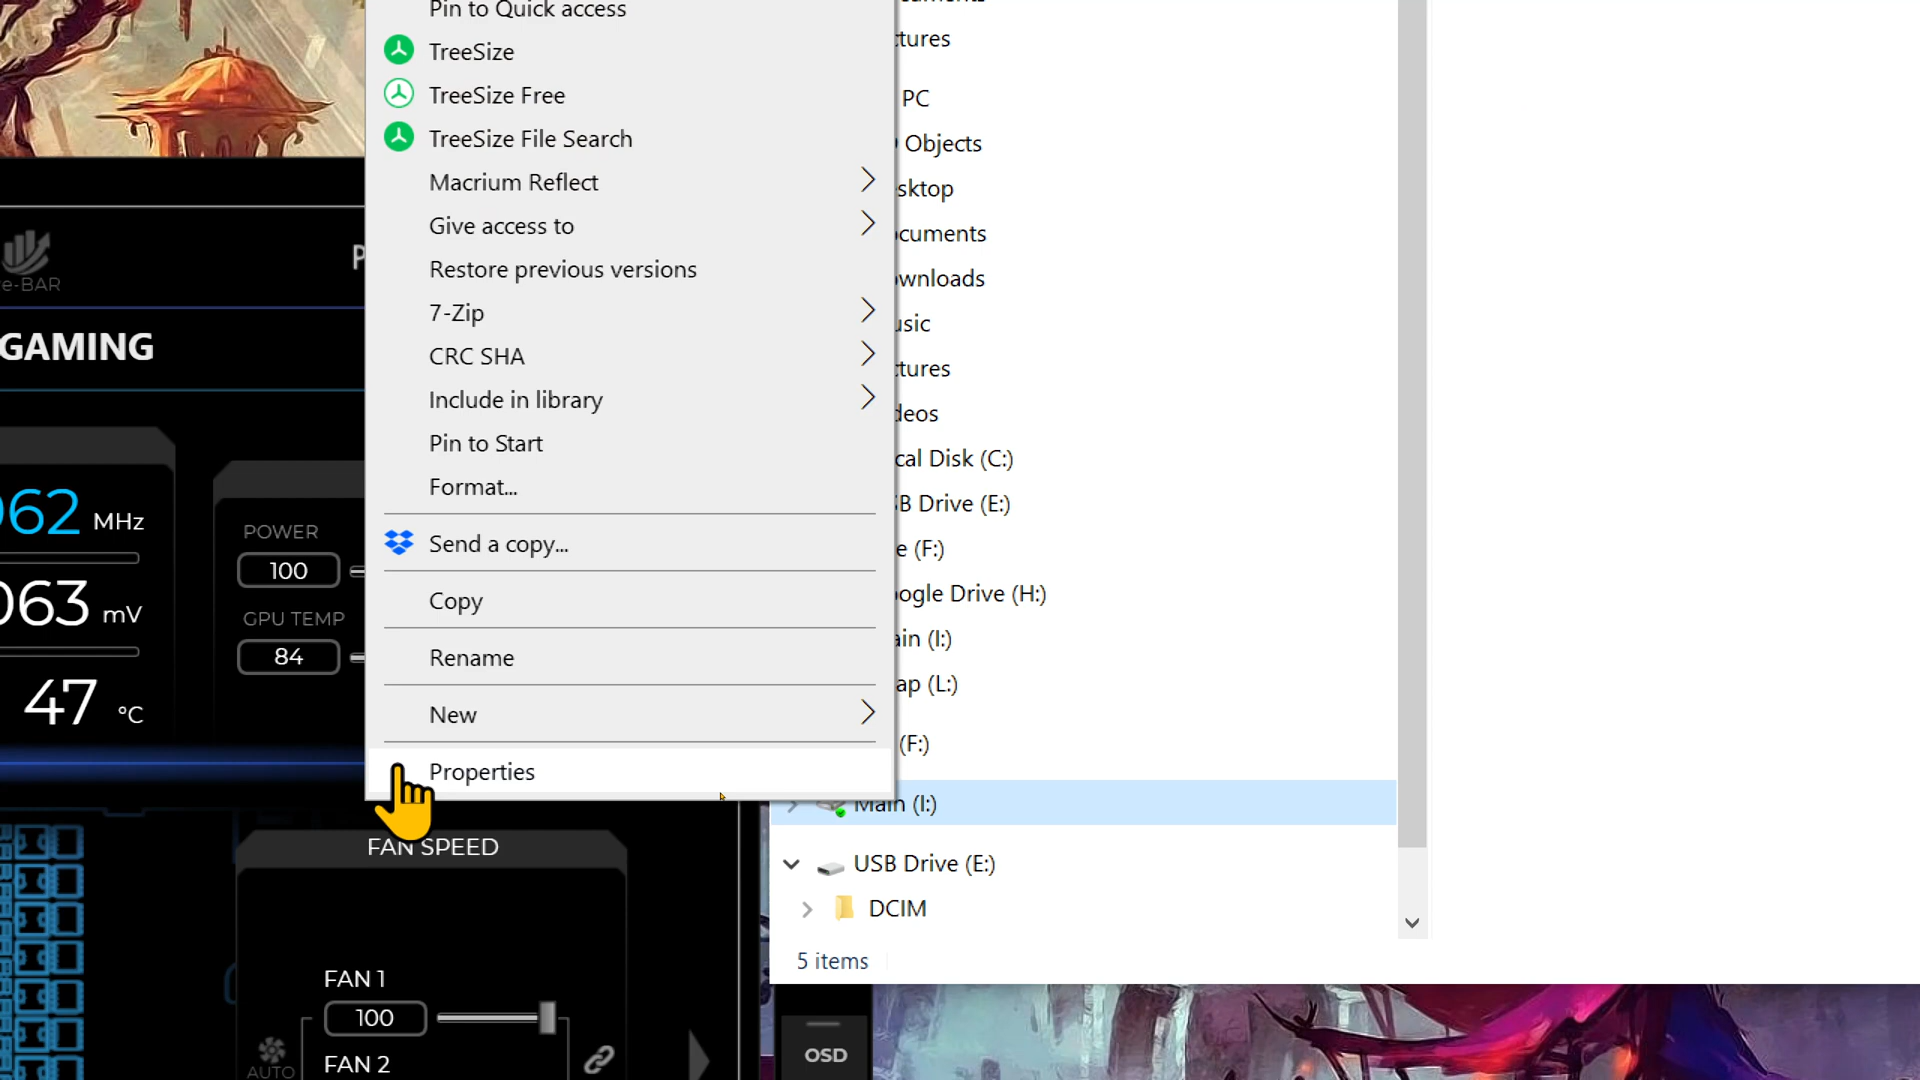 Pin to Quick access
TreeSize
TreeSize Free
TreeSize File Search
Macrium Reflect
Give access to
Restore previous versions
7-Zip
CRC SHA
Include in library
Pin to Start
Format...
Send a copy...
Copy
Rename
New
Properties
tures
PC
Objects
sktop
cuments
wnloads
usic
tures
deos
cal Disk (C:)
B Drive (E:)
e (F:)
ogle Drive (H:)
ain (I:)
ap (L:)
(F:)
Main (I:)
USB Drive (E:)
DCIM
5 items
P
e-BAR
GAMING
062 MHz
063 mV
47 °C
POWER
100
GPU TEMP
84
FAN SPEED
FAN 1
100
FAN 2
AUTO
OSD